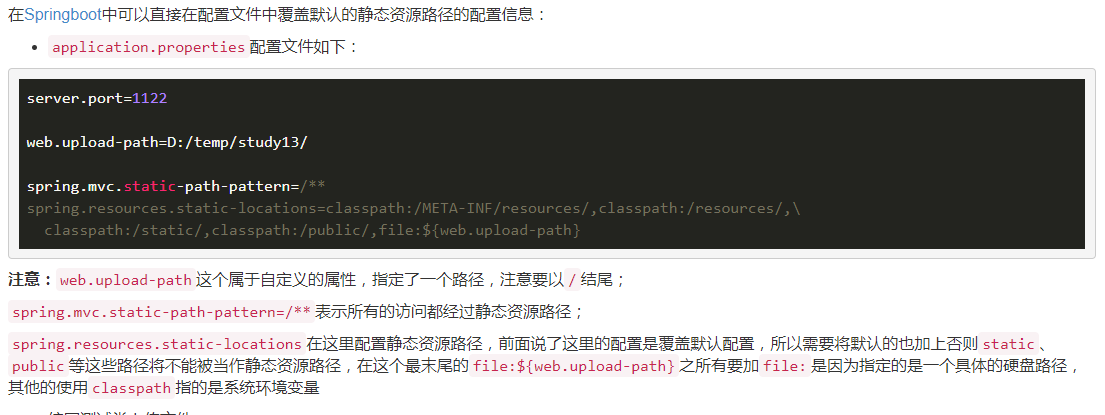 在Springboot中可以直接在配置文件中覆盖默认的静态资源路径的配置信息：
• application.properties配置文件如下：
server.port=1122
web.upload-path=D:/temp/study13/
spring.mvc.static-path-pattern=/**
spring.resources.static-locations=classpath:/META-INF/resources/,classpath:/resources/,\
classpath:/static/,classpath:/public/,file:${web.upload-path}
注意：web.upload-path这个属于自定义的属性，指定了一个路径，注意要以/结尾；
spring.mvc.static-path-pattern=/**表示所有的访问都经过静态资源路径；
spring.resources.static-locations在这里配置静态资源路径，前面说了这里的配置是覆盖默认配置，所以需要将默认的也加上否则static、
public等这些路径将不能被当作静态资源路径，在这个最末尾的file:${web.upload-path}之所有要加file:是因为指定的是一个具体的硬盘路径，
其他的使用classpath指的是系统环境变量